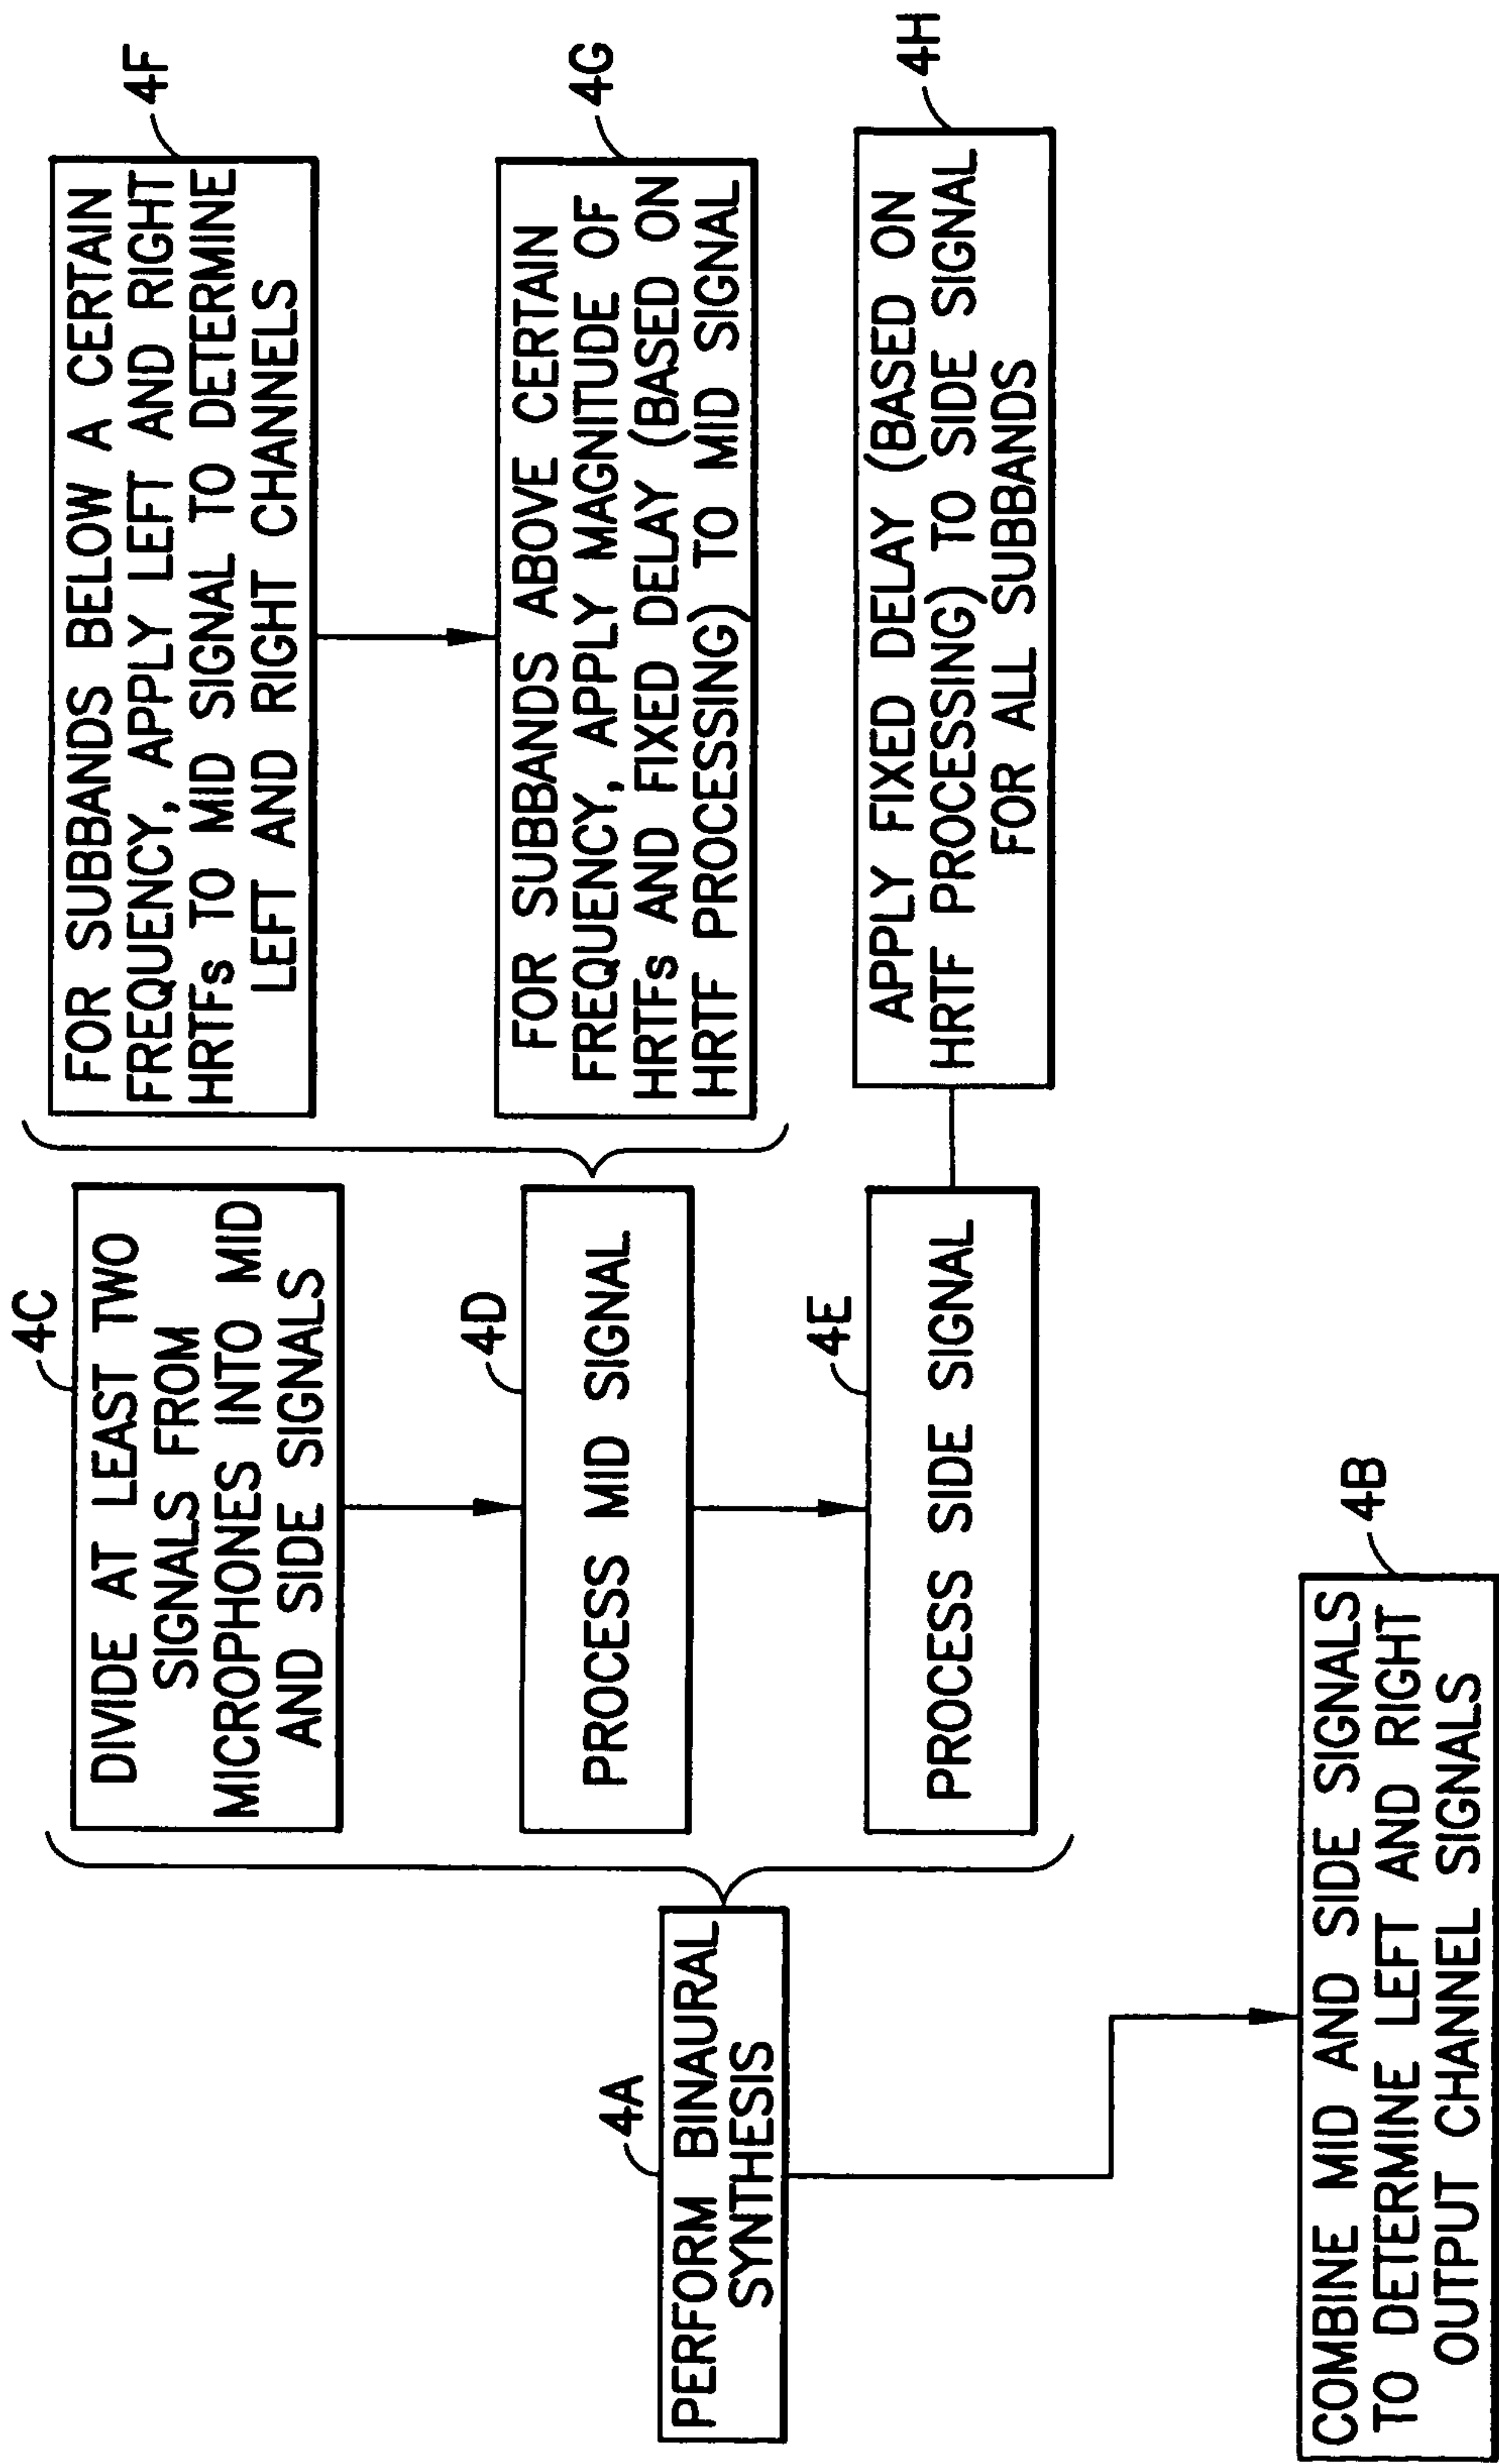 4A
PERFORM BINAURAL
SYNTHESIS
4B
COMBINE MID AND SIDE SIGNALS
TO DETERMINE LEFT AND RIGHT
OUTPUT CHANNEL SIGNALS
4C
DIVIDE AT LEAST TWO
SIGNALS FROM
MICROPHONES INTO MID
AND SIDE SIGNALS
4D
PROCESS MID SIGNAL
4E
PROCESS SIDE SIGNAL
4F
FOR SUBBANDS BELOW A CERTAIN
FREQUENCY, APPLY LEFT AND RIGHT
HRTFs TO MID SIGNAL TO DETERMINE
LEFT AND RIGHT CHANNELS
4G
FOR SUBBANDS ABOVE CERTAIN
FREQUENCY, APPLY MAGNITUDE OF
HRTFs AND FIXED DELAY (BASED ON
HRTF PROCESSING) TO MID SIGNAL
4H
APPLY FIXED DELAY (BASED ON
HRTF PROCESSING) TO SIDE SIGNAL
FOR ALL SUBBANDS